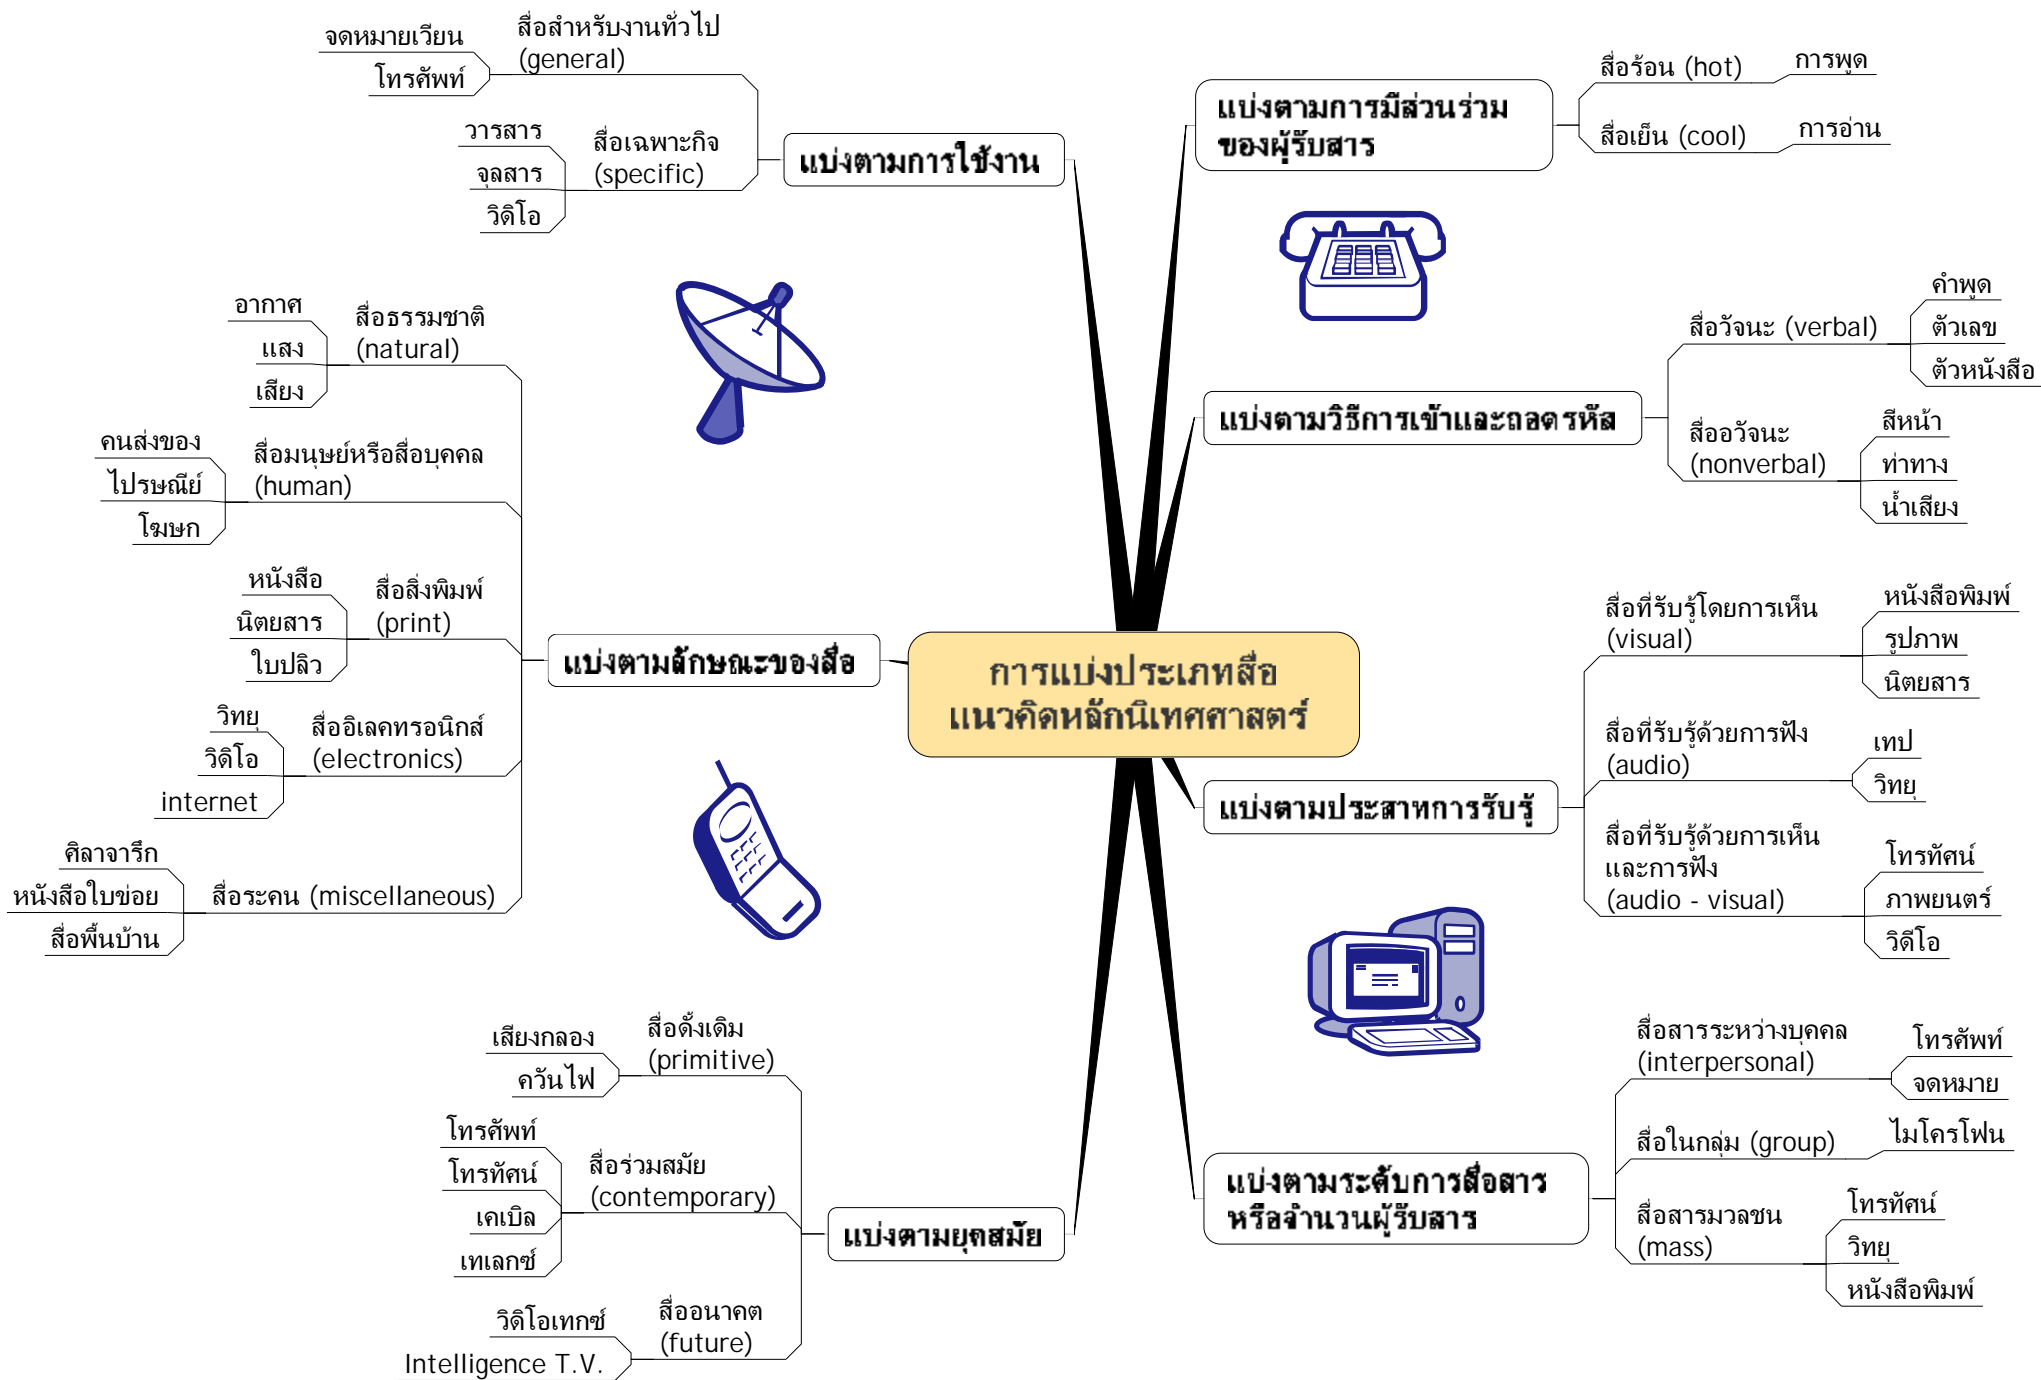 การแบ่งประเภทสื่อ
แนวคิดหลักนิเทศศาสตร์
แบ่งตามการมีส่วนร่วม
ของผู้รับสาร
สื่อร้อน (hot)
การพูด
สื่อเย็น (cool)
การอ่าน
แบ่งตามวิธีการเข้าและถอดรหัส
สื่อวัจนะ (verbal)
คำพูด
ตัวเลข
ตัวหนังสือ
สื่ออวัจนะ
(nonverbal)
สีหน้า
ท่าทาง
น้ำเสียง
แบ่งตามประสาทการรับรู้
สื่อที่รับรู้โดยการเห็น
(visual)
หนังสือพิมพ์
รูปภาพ
นิตยสาร
สื่อที่รับรู้ด้วยการฟัง
(audio)
เทป
วิทยุ
สื่อที่รับรู้ด้วยการเห็น
และการฟัง
(audio - visual)
โทรทัศน์
ภาพยนตร์
วิดีโอ
แบ่งตามระดับการสื่อสาร
หรือจำนวนผู้รับสาร
สื่อสารระหว่างบุคคล
(interpersonal)
โทรศัพท์
จดหมาย
สื่อในกลุ่ม (group)
ไมโครโฟน
สื่อสารมวลชน
(mass)
โทรทัศน์
วิทยุ
หนังสือพิมพ์
แบ่งตามการใช้งาน
สื่อสำหรับงานทั่วไป
(general)
จดหมายเวียน
โทรศัพท์
สื่อเฉพาะกิจ
(specific)
วารสาร
จุลสาร
วิดิโอ
แบ่งตามลักษณะของสื่อ
สื่อธรรมชาติ
(natural)
อากาศ
แสง
เสียง
สื่อมนุษย์หรือสื่อบุคคล
(human)
คนส่งของ
ไปรษณีย์
โฆษก
สื่อสิ่งพิมพ์
(print)
หนังสือ
นิตยสาร
ใบปลิว
สื่ออิเลคทรอนิกส์
(electronics)
วิทยุ
วิดิโอ
internet
สื่อระคน (miscellaneous)
ศิลาจารึก
หนังสือใบข่อย
สื่อพื้นบ้าน
แบ่งตามยุคสมัย
สื่อดั้งเดิม
(primitive)
เสียงกลอง
ควันไฟ
สื่อร่วมสมัย
(contemporary)
โทรศัพท์
โทรทัศน์
เคเบิล
เทเลกซ์
สื่ออนาคต
(future)
วิดิโอเทกซ์
Intelligence T.V.